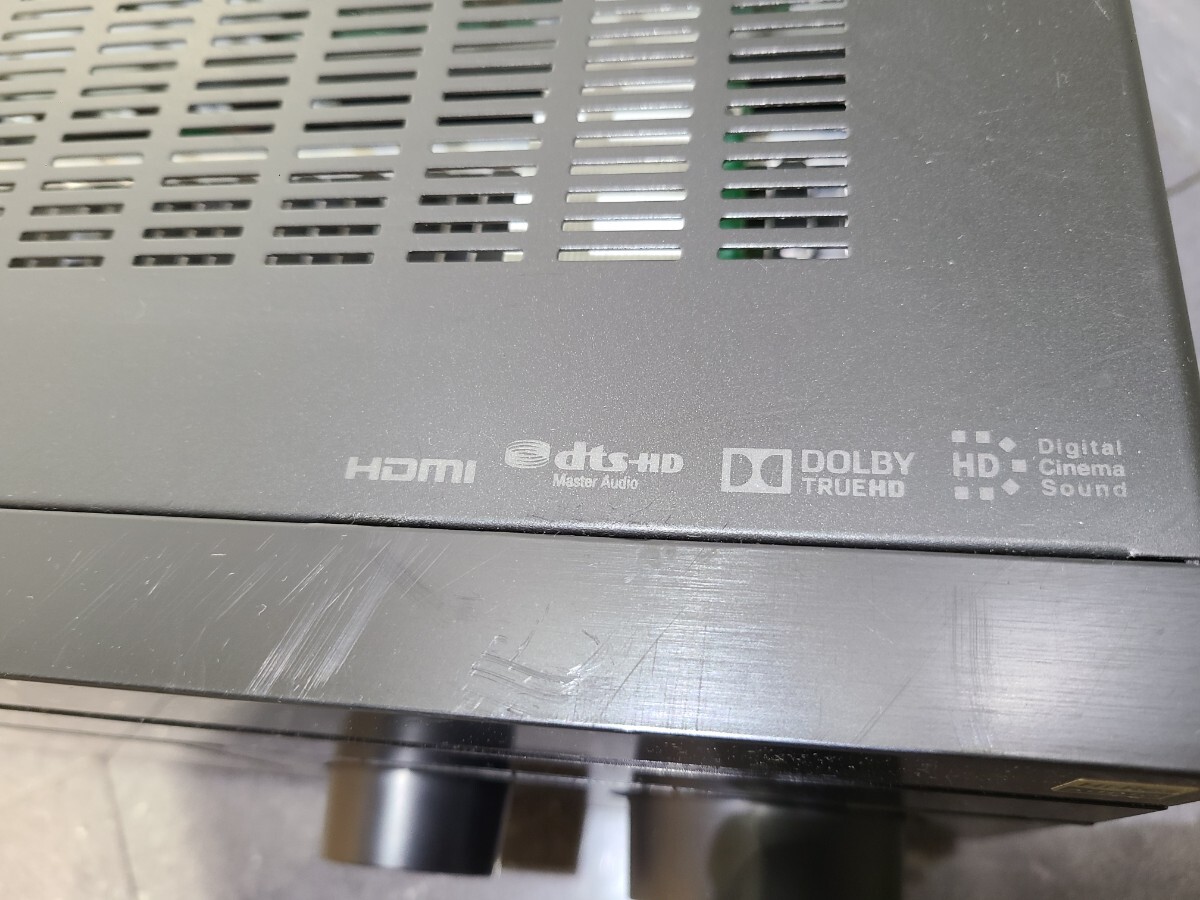 HDMI
dts-HD
Master Audio
DOLBY
TRUEHD
HD
Digital
Cinema
Sound